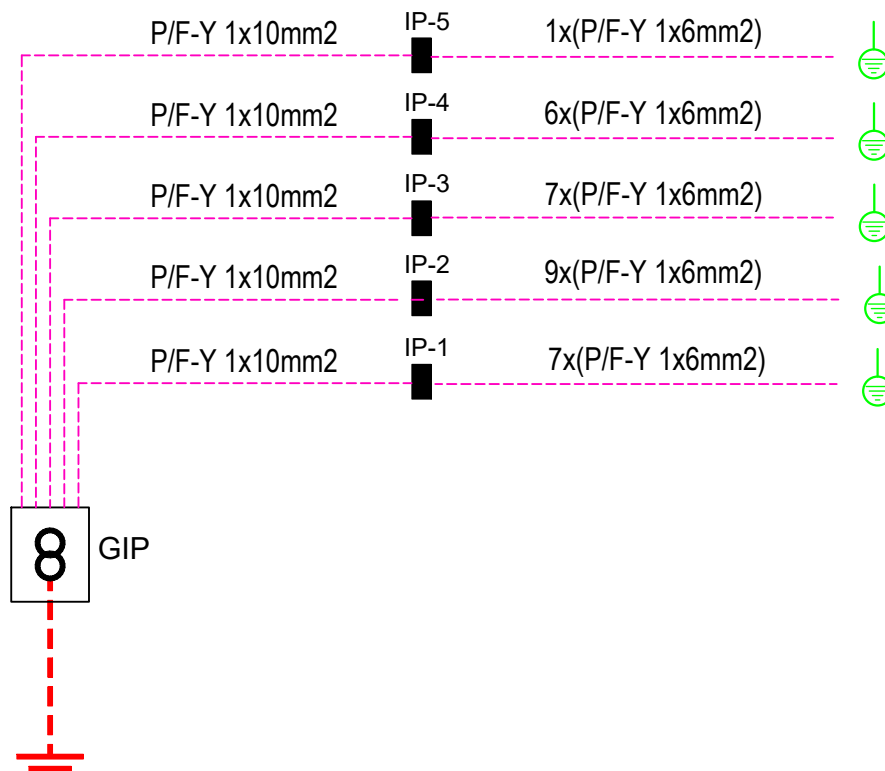 P/F-Y 1x10mm2 IP-5 1x(P/F-Y 1x6mm2)
P/F-Y 1x10mm2 IP-4 6x(P/F-Y 1x6mm2)
P/F-Y 1x10mm2 IP-3 7x(P/F-Y 1x6mm2)
P/F-Y 1x10mm2 IP-2 9x(P/F-Y 1x6mm2)
P/F-Y 1x10mm2 IP-1 7x(P/F-Y 1x6mm2)
GIP